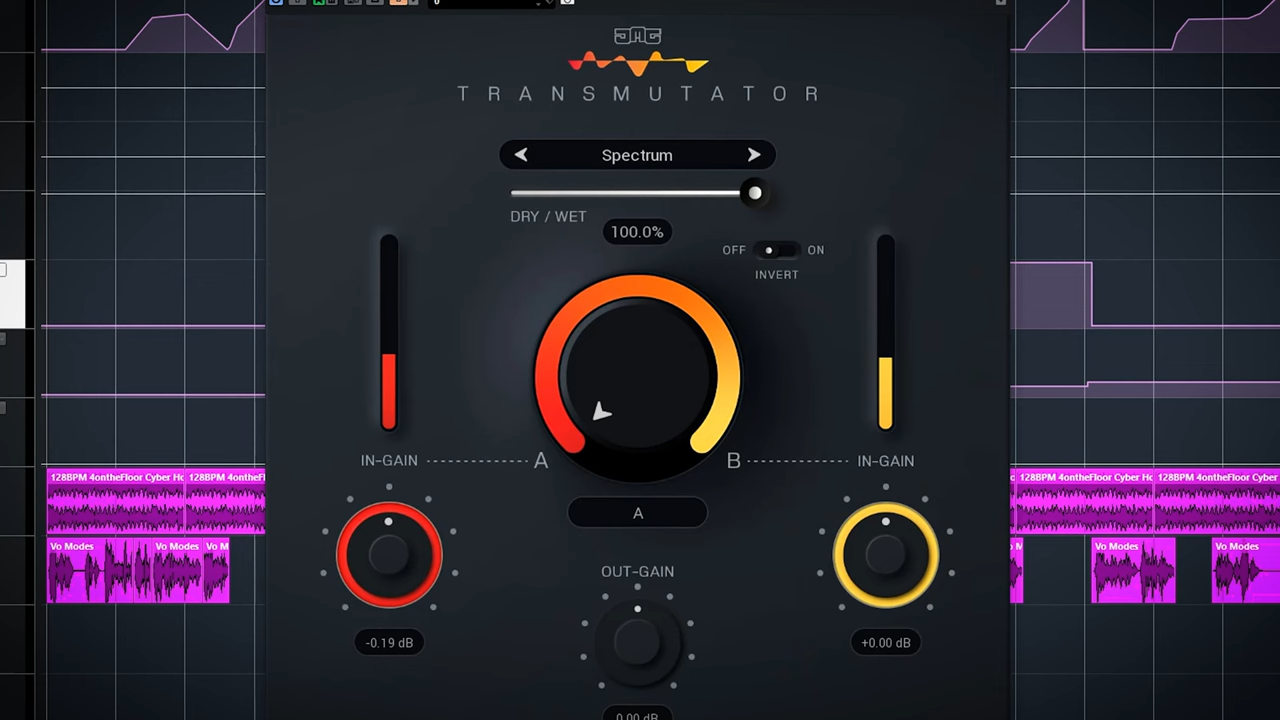 TRANSMUTATOR
Spectrum
DRY / WET
100.0%
OFF ON
INVERT
IN-GAIN A B IN-GAIN
A
128BPM 4ontheFloor Cyber Ho 128BPM 4ontheF 128BPM 4ontheFloor Cyber Ho 128BPM 4ontheFloor Cyber
Vo Modes Vo Modes Vo M Vo Modes Vo Modes
OUT-GAIN
-0.19 dB +0.00 dB
0.00 dB